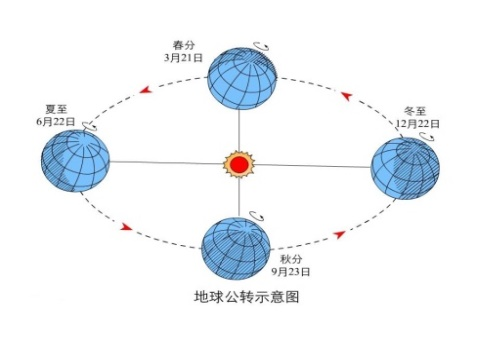 春分
3月21日
夏至
6月22日
冬至
12月22日
秋分
9月23日
地球公转示意图